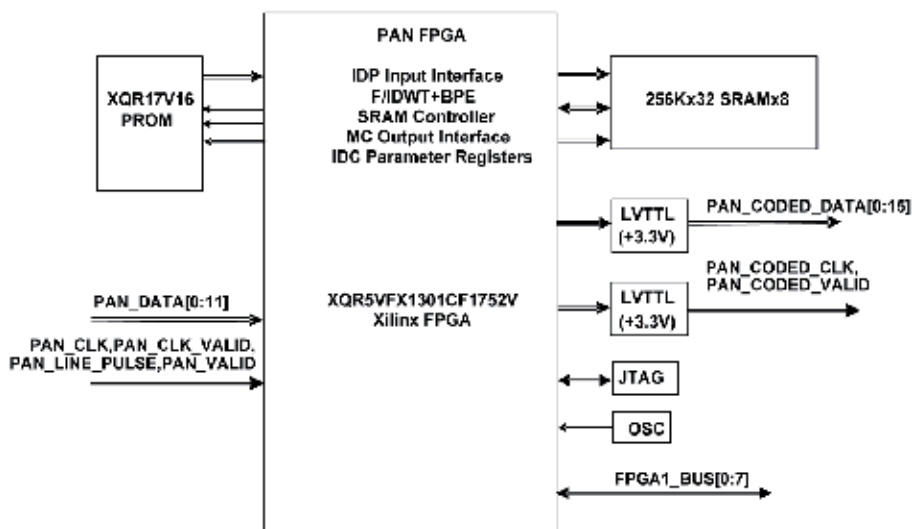 PAN FPGA
IDP Input Interface
F/IDWT+BPE
SRAM Controller
MC Output Interface
IDC Parameter Registers
XQR17V16
PROM
256Kx32 SRAMx8
LVTTL
(+3.3V)
PAN_CODED_DATA[0:15]
PAN_CODED_CLK,
PAN_CODED_VALID
LVTTL
(+3.3V)
PAN_DATA[0:11]
XQR5VFX1301CF1752V
Xilinx FPGA
PAN_CLK,PAN_CLK_VALID.
PAN_LINE_PULSE,PAN_VALID
JTAG
OSC
FPGA1_BUS[0:7]